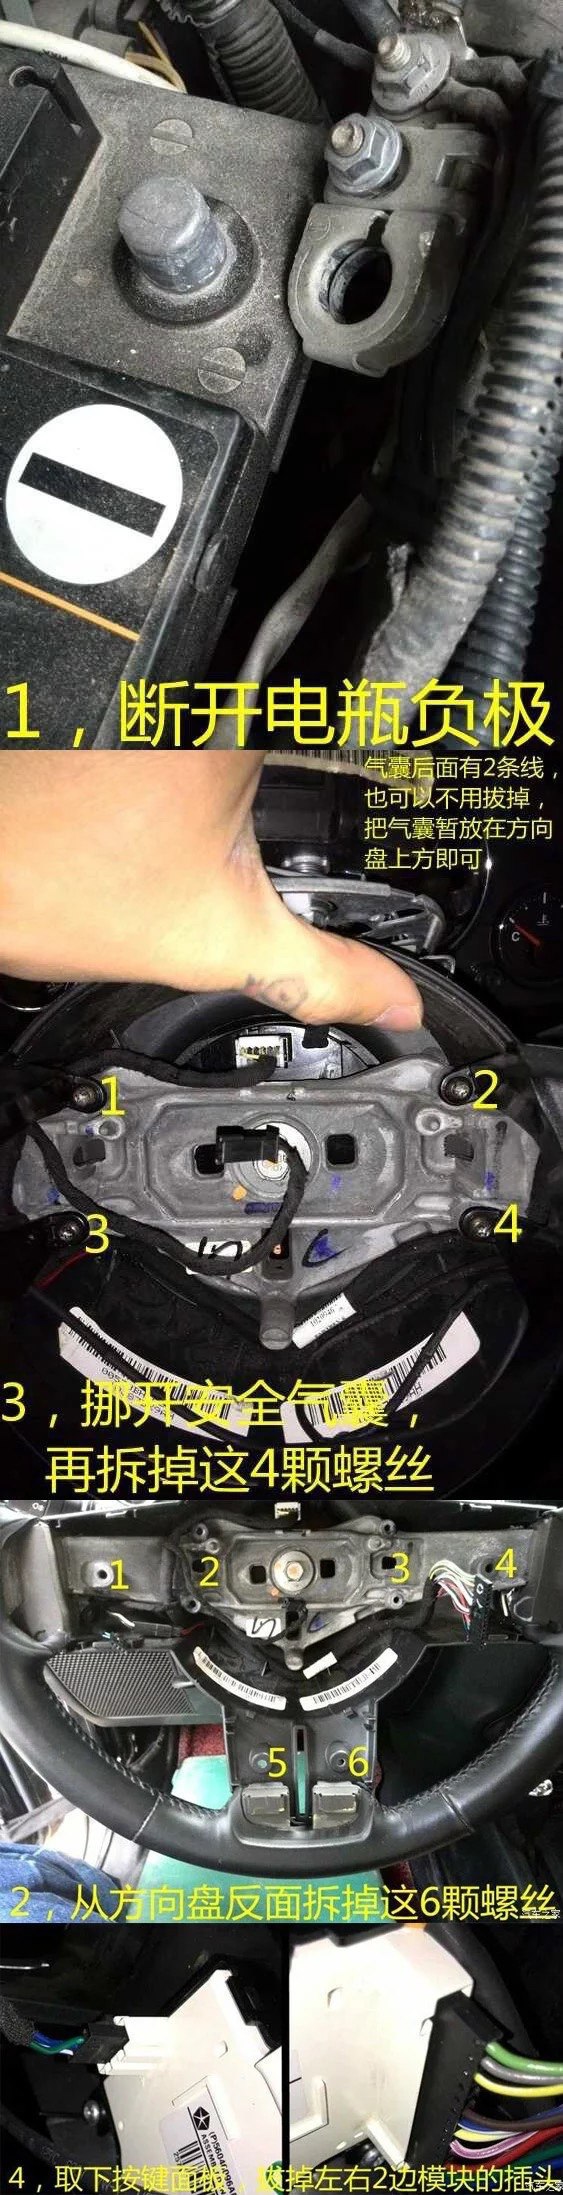 1，断开电瓶负极
气囊后面有2条线，
也可以不用拔掉，
把气囊暂放在方向
盘上方即可
C
1
2
3
4
3，挪开安全气囊，
再拆掉这4颗螺丝
1
2
3
4
5
6
2，从方向盘反面拆掉这6颗螺丝
4，取下按键面板，拔掉左右2边模块的插头